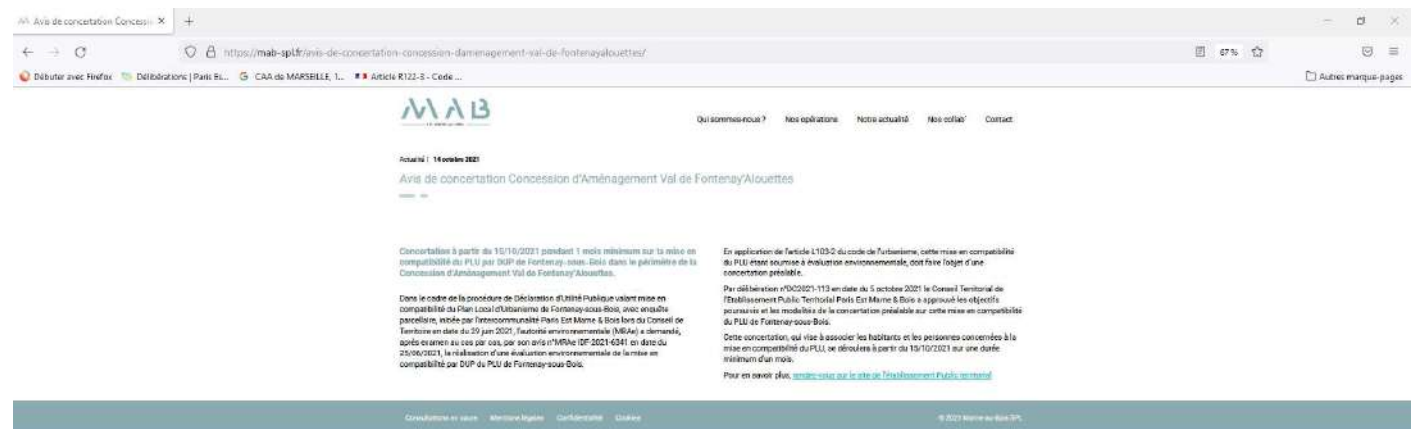 Avis de concertation Concessio
https://mab-spl.fr/avis-de-concertation-concession-damenagement-val-de-fontenayalouettes/
67%
Débuter avec Firefox Délibérations | Paris Es... CAA de MARSEILLE, 1... Article R122-3 - Code ... Autres marque-pages
MAB
Qui sommes-nous ? Nos opérations Notre actualité Nos collab' Contact
Actualité | 14 octobre 2021
Avis de concertation Concession d'Aménagement Val de Fontenay'Alouettes
Concertation à partir du 15/10/2021 pendant 1 mois minimum sur la mise en
compatibilité du PLU par DUP de Fontenay-sous-Bois dans le périmètre de la
Concession d'Aménagement Val de Fontenay'Alouettes.
Dans le cadre de la procédure de Déclaration d'Utilité Publique valant mise en
compatibilité du Plan Local d'Urbanisme de Fontenay-sous-Bois, avec enquête
parcellaire, initiée par l'intercommunalité Paris Est Marne & Bois lors du Conseil de
Territoire en date du 29 juin 2021, l'autorité environnementale (MRAe) a demandé,
après examen au cas par cas, par son avis n°MRAe IDF-2021-6341 en date du
25/06/2021, la réalisation d'une évaluation environnementale de la mise en
compatibilité par DUP du PLU de Fontenay-sous-Bois.
En application de l'article L103-2 du code de l'urbanisme, cette mise en compatibilité
du PLU étant soumise à évaluation environnementale, doit faire l'objet d'une
concertation préalable.
Par délibération n°DC2021-113 en date du 5 octobre 2021 le Conseil Territorial de
l'Etablissement Public Territorial Paris Est Marne & Bois a approuvé les objectifs
poursuivis et les modalités de la concertation préalable sur cette mise en compatibilité
du PLU de Fontenay-sous-Bois.
Cette concertation, qui vise à associer les habitants et les personnes concernées à la
mise en compatibilité du PLU, se déroulera à partir du 15/10/2021 sur une durée
minimum d'un mois.
Pour en savoir plus, rendez-vous sur le site de l'établissement Public territorial
Consultations en cours Mentions légales Confidentialité Cookies
© 2023 Marne-au-Bois SPL